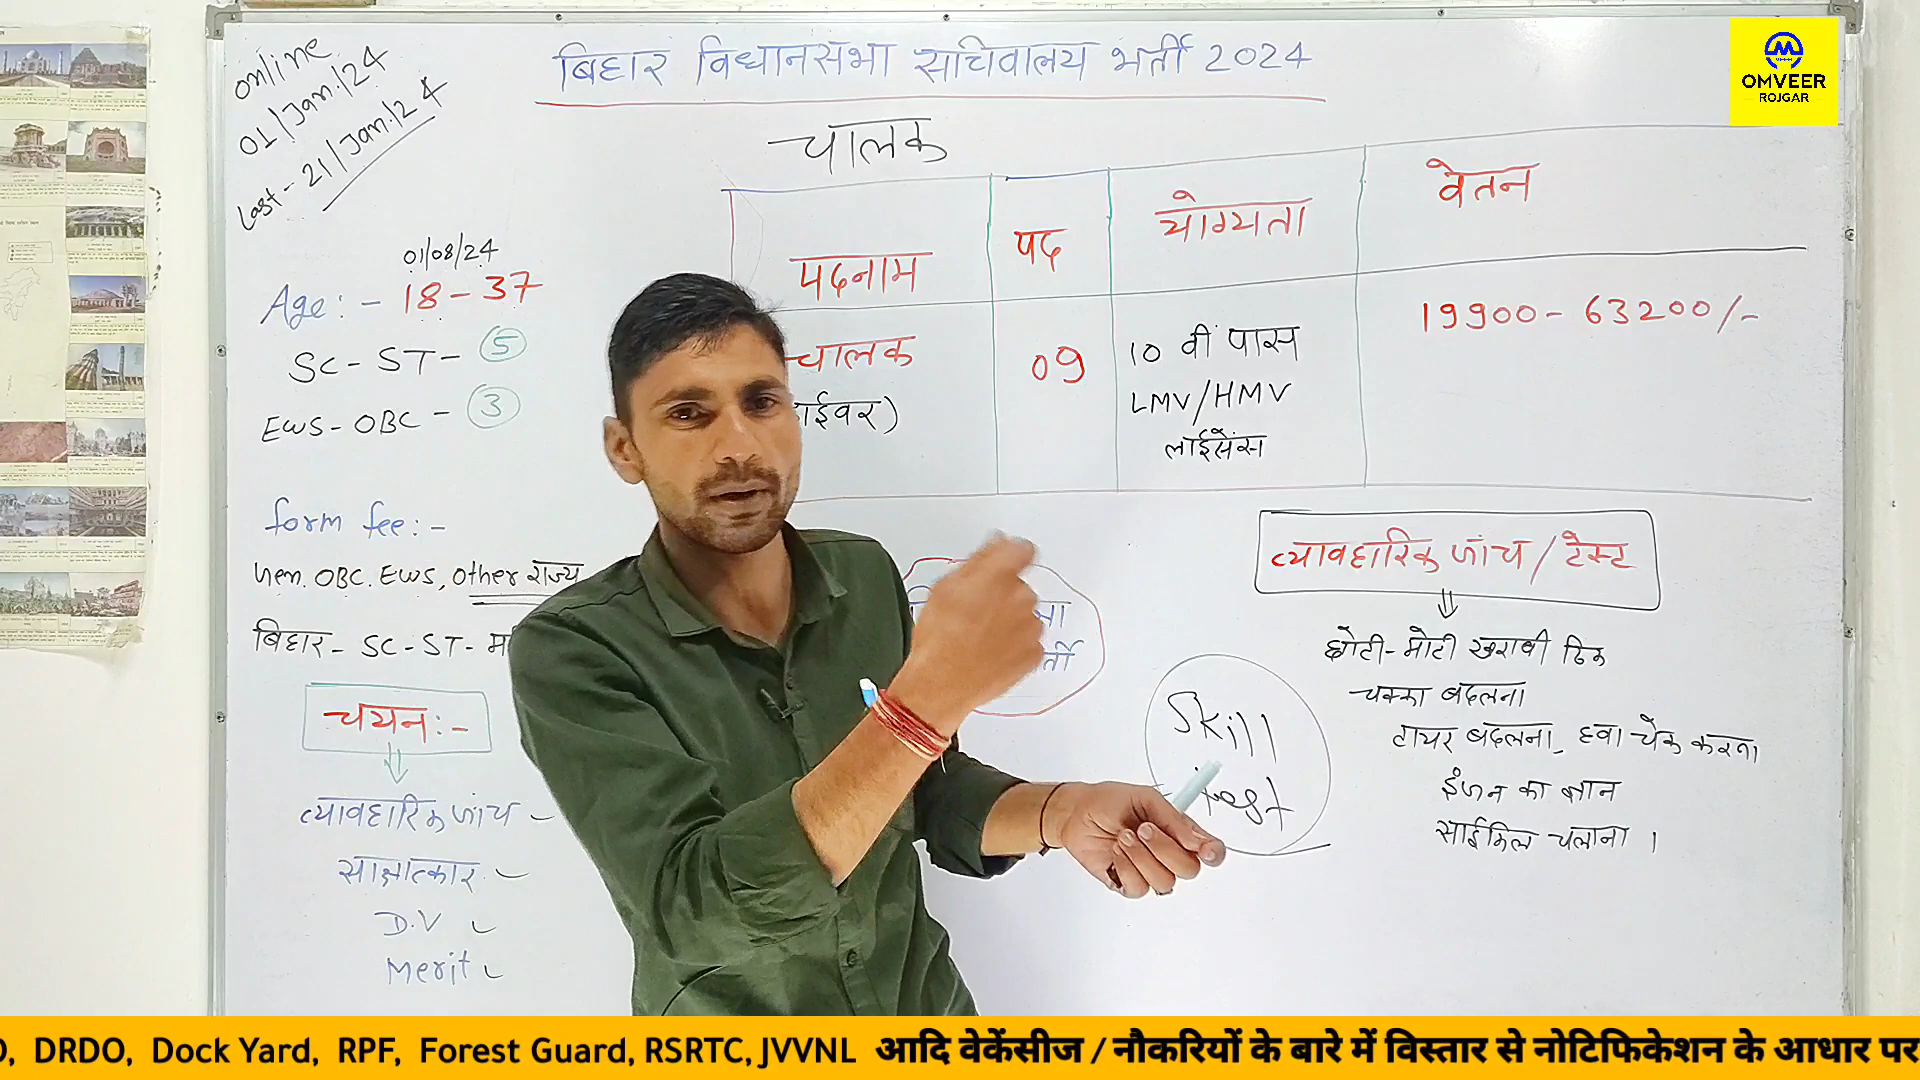 online
01/Jan./24
Last - 21/Jan./24
बिहार विधानसभा सचिवालय भर्ती 2024
OMVEER
ROJGAR
चालक
पदनाम
पद
योग्यता
वेतन
चालक
09
10 वीं पास
LMV/HMV
लाईसेंस
19900 - 63200/-
01/08/24
Age: - 18 - 37
SC - ST - 5
EWS - OBC - 3
form fee: -
Gen. OBC. EWS, other राज्य
बिहार - SC - ST -
चयन: -
व्यावहारिक जांच
साक्षात्कार
D.V
Merit
Skill
test
व्यावहारिक जांच / टेस्ट
छोटी-मोटी खराबी ठिक
चक्का बदलना
टायर बदलना, हवा चेक करना
इंजन का ज्ञान
साईकिल चलाना ।
DRDO, Dock Yard, RPF, Forest Guard, RSRTC, JVVNL आदि वेकेंसीज / नौकरियों के बारे में विस्तार से नोटिफिकेशन के आधार पर